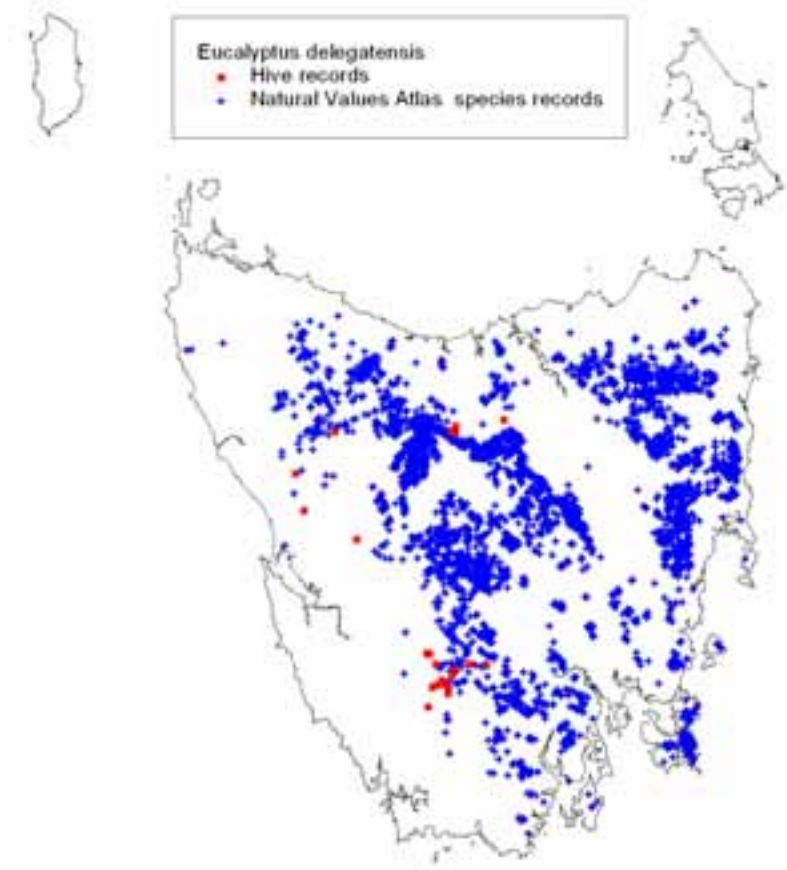 Eucalyptus delegatensis
Hive records
Natural Values Atlas species records